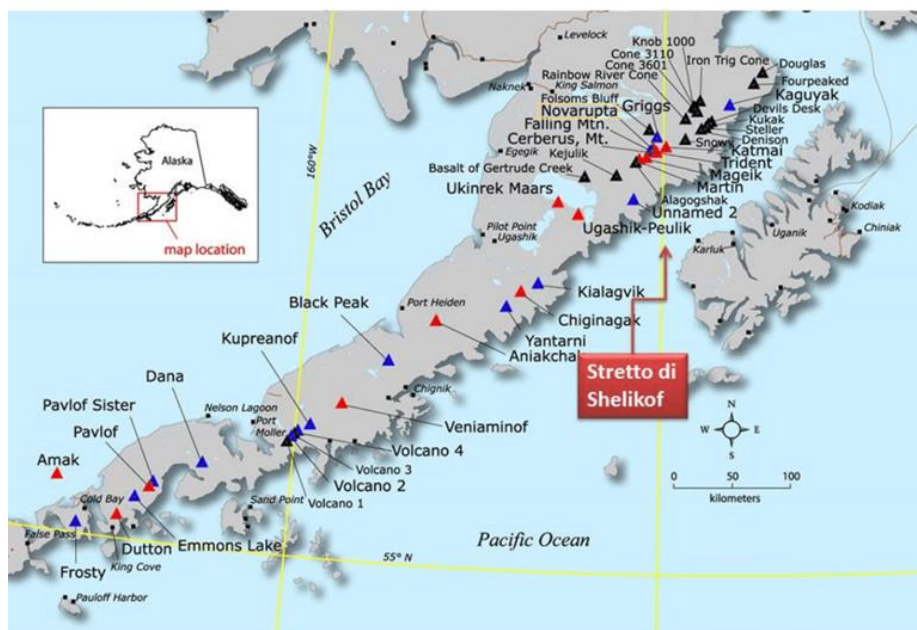 Levelock
Knob 1000
Cone 3110
Cone 3601
Iron Trig Cone
Douglas
Rainbow River Cone
Fourpeaked
Naknek
King Salmon
Kaguyak
Folsoms Bluff
Griggs
Devils Desk
Novarupta
Kukak
Falling Mtn.
Steller
Cerberus, Mt.
Snowy
Denison
Egegik
Kejulik
Katmai
Basalt of Gertrude Creek
Trident
Ukinrek Maars
Mageik
Martin
Alagogshak
Unnamed 2
Ugashik-Peulik
Pilot Point
Ugashik
Kodiak
Chiniak
Uganik
Karluk
Alaska
map location
160°W
Bristol Bay
Kialagvik
Chiginagak
Yantarni
Aniakchak
Port Heiden
Black Peak
Kupreanof
Stretto di
Shelikof
Chignik
Dana
Nelson Lagoon
Port
Moller
Veniaminof
Pavlof Sister
Pavlof
Volcano 4
Volcano 3
Volcano 2
Volcano 1
Amak
Cold Bay
Sand Point
N
W
E
S
0
50
100
kilometers
False Pass
Dutton
Emmons Lake
King Cove
Frosty
Pauloff Harbor
55° N
Pacific Ocean